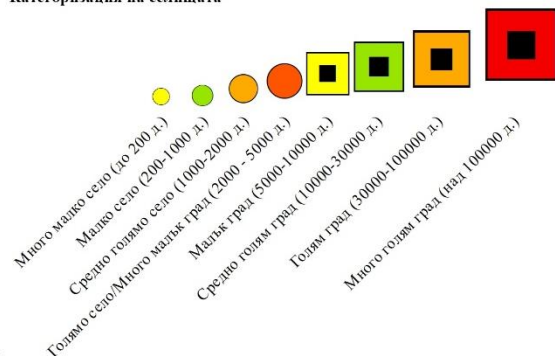 Категоризация на селищата
Много малко село (до 200 д.)
Малко село (200-1000 д.)
Средно голямо село (1000-2000 д.)
Голямо село/Много малък град (2000 - 5000 д.)
Малък град (5000-10000 д.)
Средно голям град (10000-30000 д.)
Голям град (30000-100000 д.)
Много голям град (над 100000 д.)